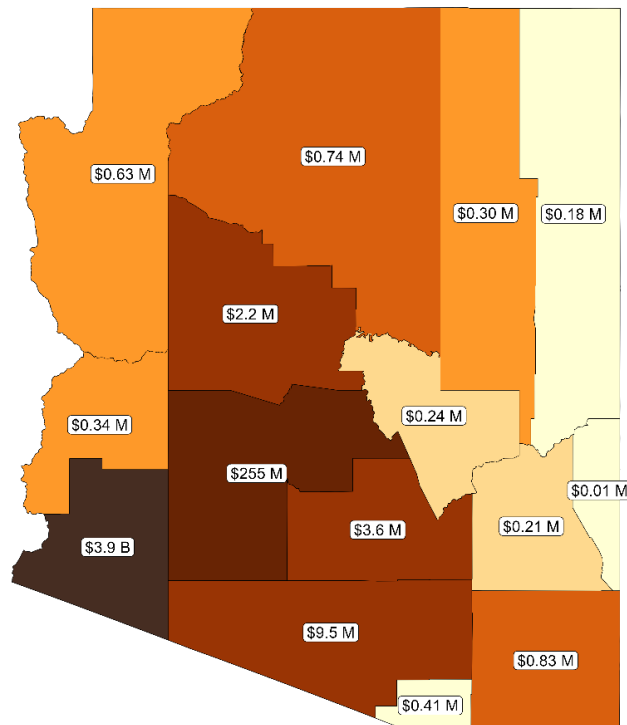 $0.74 M
$0.63 M
$0.30 M
$0.18 M
$2.2 M
$0.24 M
$0.34 M
$255 M
$0.01 M
$0.21 M
$3.6 M
$3.9 B
$9.5 M
$0.83 M
$0.41 M